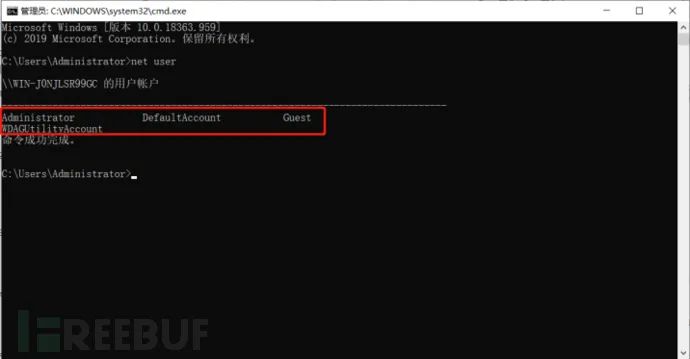 管理员: C:\WINDOWS\system32\cmd.exe
Microsoft Windows [版本 10.0.18363.959]
(c) 2019 Microsoft Corporation。保留所有权利。
C:\Users\Administrator>net user
\\WIN-J0NJLSR99GC 的用户帐户
-------------------------------------------------------------------------------
Administrator DefaultAccount Guest
WDAGUtilityAccount
命令成功完成。
C:\Users\Administrator>
FREEBUF